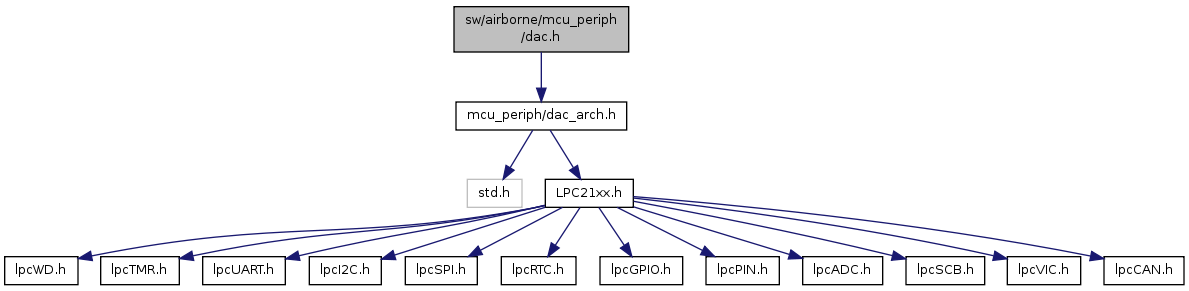 sw/airborne/mcu_periph
/dac.h
mcu_periph/dac_arch.h
std.h
LPC21xx.h
lpcWD.h
lpcTMR.h
lpcUART.h
lpcI2C.h
lpcSPI.h
lpcRTC.h
lpcGPIO.h
lpcPIN.h
lpcADC.h
lpcSCB.h
lpcVIC.h
lpcCAN.h